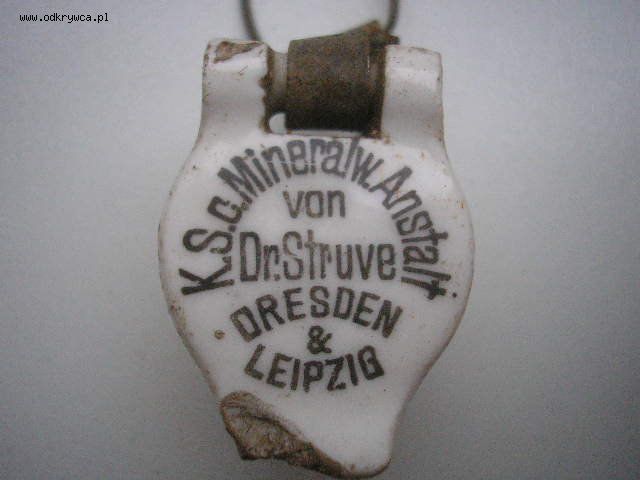 www.odkrywca.pl
K.S.c.Mineralw.Anstalt
von
Dr.Struve
DRESDEN
&
LEIPZIG